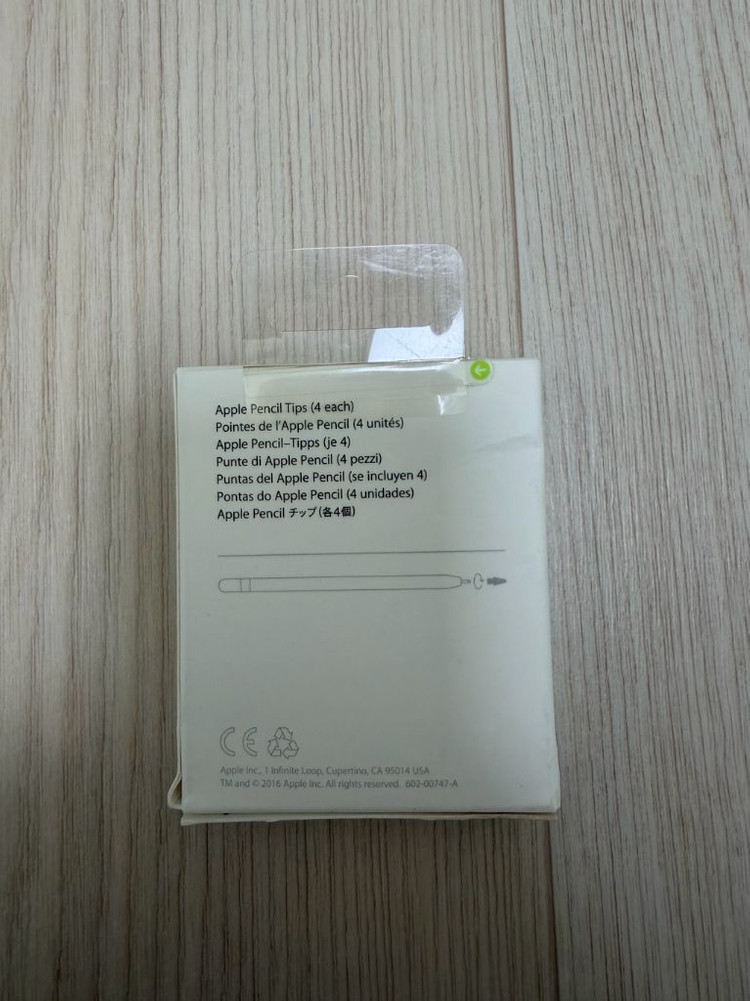 Apple Pencil Tips (4 each)
Pointes de l'Apple Pencil (4 unités)
Apple Pencil–Tipps (je 4)
Punte di Apple Pencil (4 pezzi)
Puntas del Apple Pencil (se incluyen 4)
Pontas do Apple Pencil (4 unidades)
Apple Pencil チップ (各4個)
CE
Apple Inc., 1 Infinite Loop, Cupertino, CA 95014 USA
TM and © 2016 Apple Inc. All rights reserved. 602-00747-A